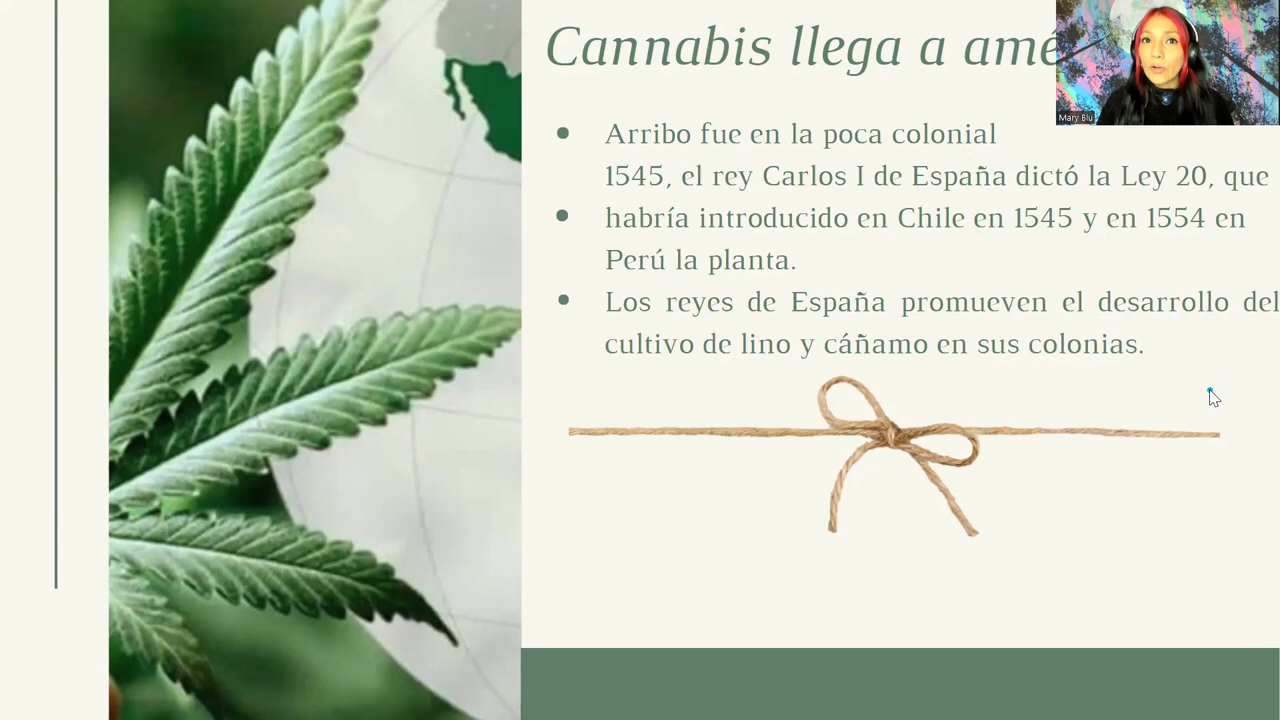 Cannabis llega a amé
Mary Blu
Arribo fue en la poca colonial
1545, el rey Carlos I de España dictó la Ley 20, que
habría introducido en Chile en 1545 y en 1554 en
Perú la planta.
Los reyes de España promueven el desarrollo del
cultivo de lino y cáñamo en sus colonias.